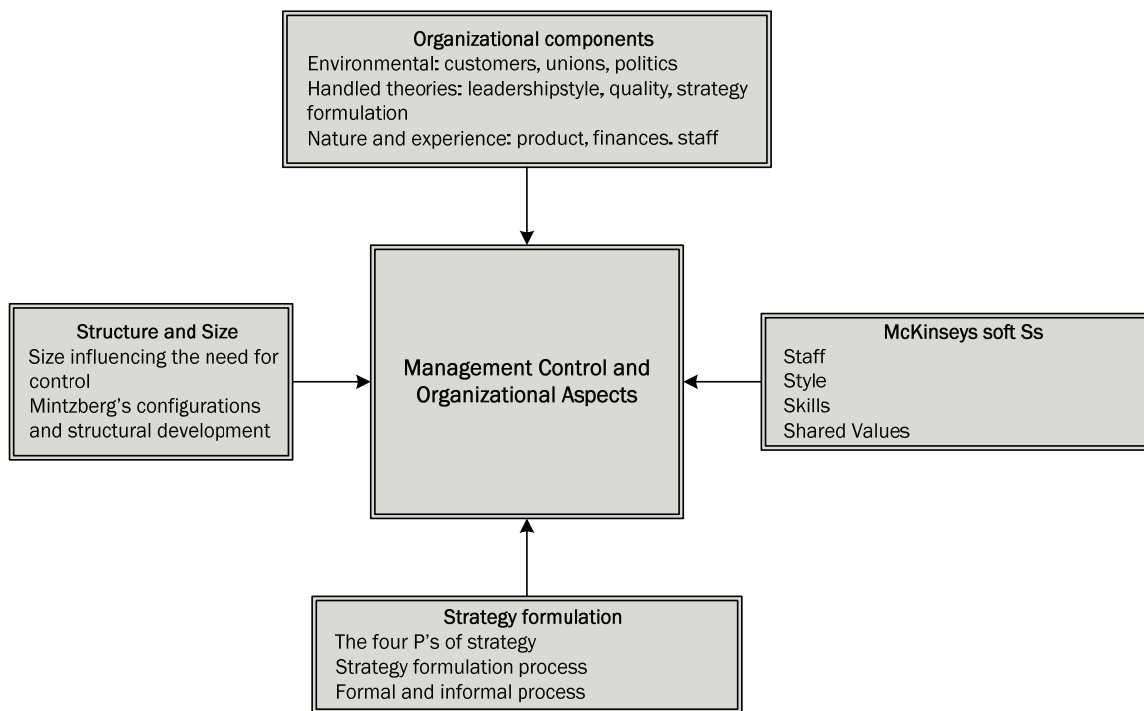 Organizational components
Environmental: customers, unions, politics
Handled theories: leadershipstyle, quality, strategy
formulation
Nature and experience: product, finances. staff
Structure and Size
Size influencing the need for
control
Mintzberg's configurations
and structural development
Management Control and
Organizational Aspects
McKinseys soft Ss
Staff
Style
Skills
Shared Values
Strategy formulation
The four P's of strategy
Strategy formulation process
Formal and informal process